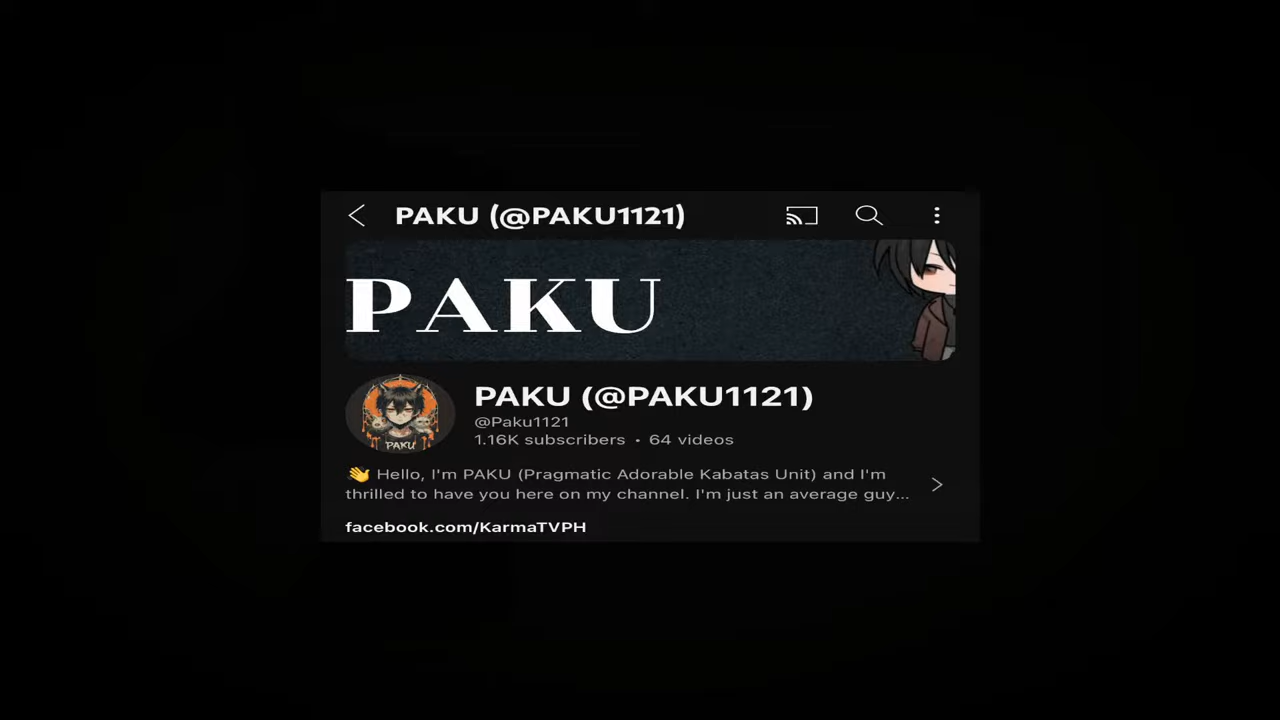 PAKU (@PAKU1121)
PAKU
PAKU
PAKU (@PAKU1121)
@Paku1121
1.16K subscribers • 64 videos
👋 Hello, I'm PAKU (Pragmatic Adorable Kabatas Unit) and I'm
thrilled to have you here on my channel. I'm just an average guy...
facebook.com/KarmaTVPH